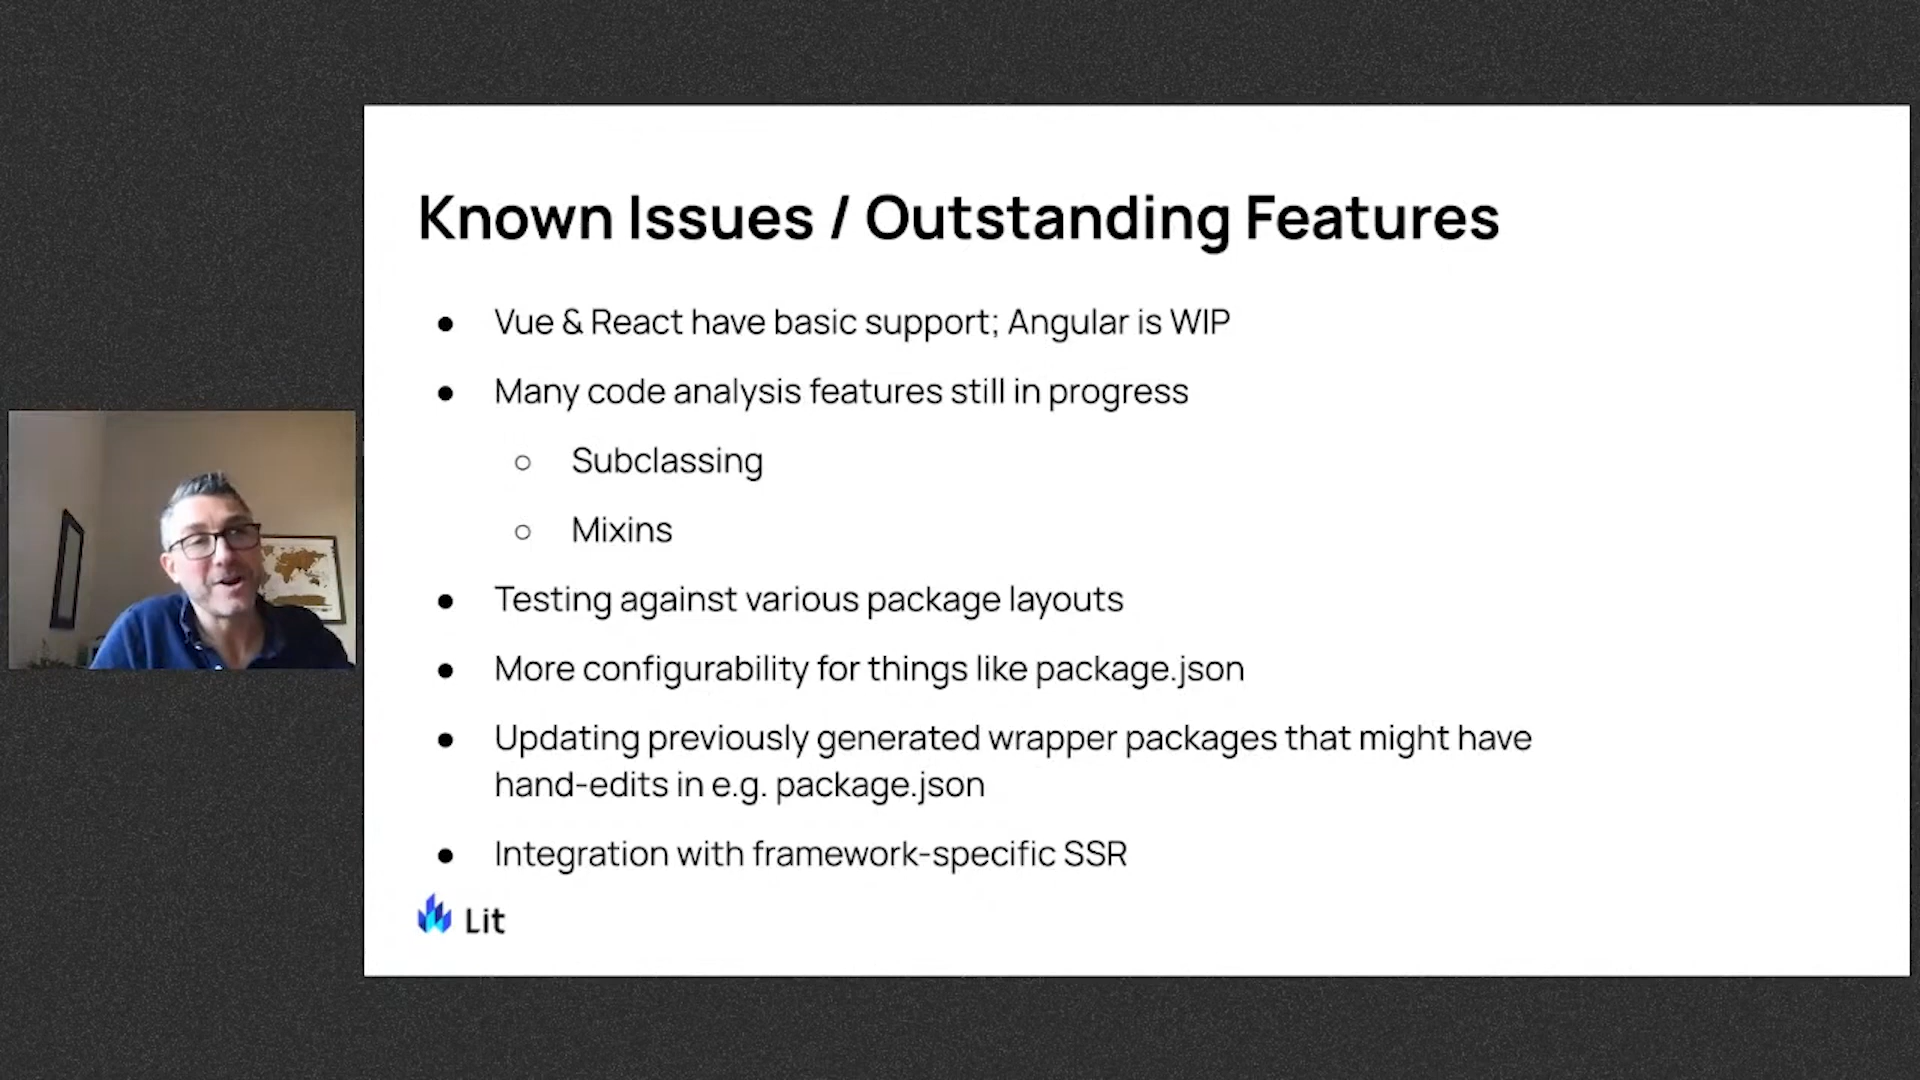 Known Issues / Outstanding Features
● Vue & React have basic support; Angular is WIP
● Many code analysis features still in progress
○ Subclassing
○ Mixins
● Testing against various package layouts
● More configurability for things like package.json
● Updating previously generated wrapper packages that might have
hand-edits in e.g. package.json
● Integration with framework-specific SSR
Lit